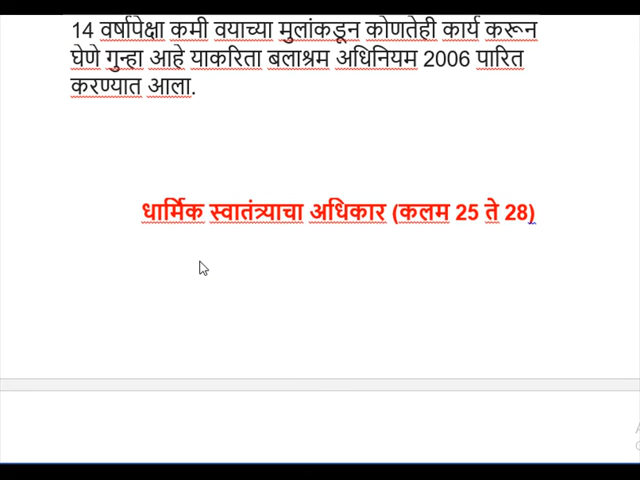 14 वर्षापेक्षा कमी वयाच्या मुलांकडून कोणतेही कार्य करून
घेणे गुन्हा आहे याकरिता बलाश्रम अधिनियम 2006 पारित
करण्यात आला.
धार्मिक स्वातंत्र्याचा अधिकार (कलम 25 ते 28)